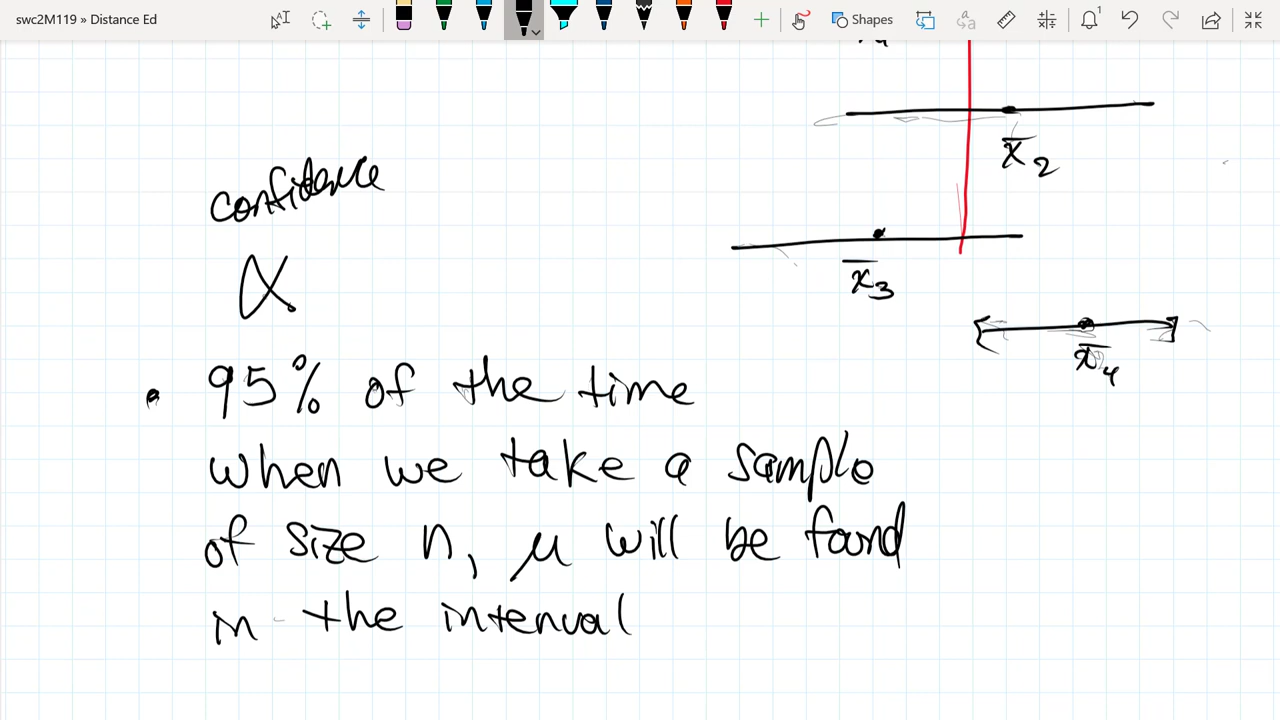 swc2M119 » Distance Ed
Shapes
1
x̄₂
confidence
x̄₃
α
x̄₄
• 95% of the time
when we take a sample
of size n, μ will be found
in the interval